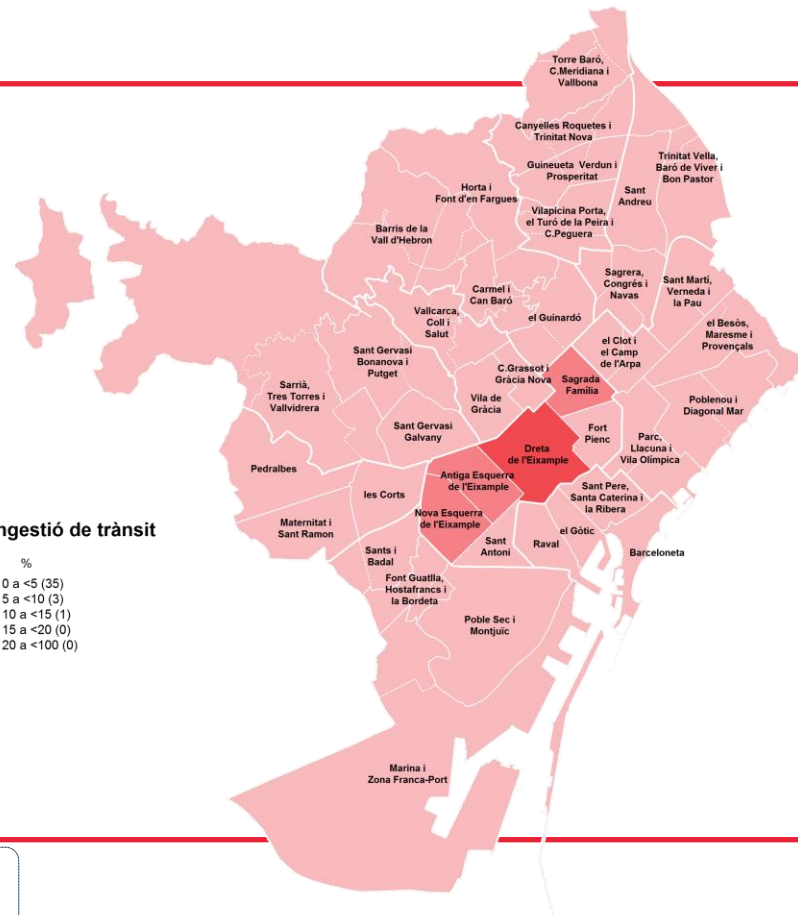 Torre Baró,
C.Meridiana i
Vallbona
Canyelles Roquetes i
Trinitat Nova
Guineueta Verdun i
Prosperitat
Trinitat Vella,
Baró de Viver i
Bon Pastor
Sant
Andreu
Horta i
Font d'en Fargues
Vilapicina Porta,
el Turó de la Peira i
C.Peguera
Barris de la
Vall d'Hebron
Sagrera,
Congrés i
Navas
Sant Martí,
Verneda i
la Pau
Carmel i
Can Baró
Vallcarca,
Coll i
Salut
el Guinardó
el Besòs,
Maresme i
Provençals
el Clot i
el Camp
de l'Arpa
Sant Gervasi
Bonanova i
Putget
C.Grassot i
Gràcia Nova
Sagrada
Família
Sarrià,
Tres Torres i
Vallvidrera
Vila de
Gràcia
Poblenou i
Diagonal Mar
Sant Gervasi
Galvany
Fort
Pienc
Parc,
Llacuna i
Vila Olímpica
Dreta
de l'Eixample
Pedralbes
Antiga Esquerra
de l'Eixample
les Corts
Sant Pere,
Santa Caterina i
la Ribera
Nova Esquerra
de l'Eixample
Maternitat i
Sant Ramon
el Gòtic
Sant
Antoni
Raval
Barceloneta
Sants i
Badal
Font Guatlla,
Hostafrancs i
la Bordeta
Poble Sec i
Montjuïc
Marina i
Zona Franca-Port
ngestió de trànsit
%
0 a <5 (35)
5 a <10 (3)
10 a <15 (1)
15 a <20 (0)
20 a <100 (0)